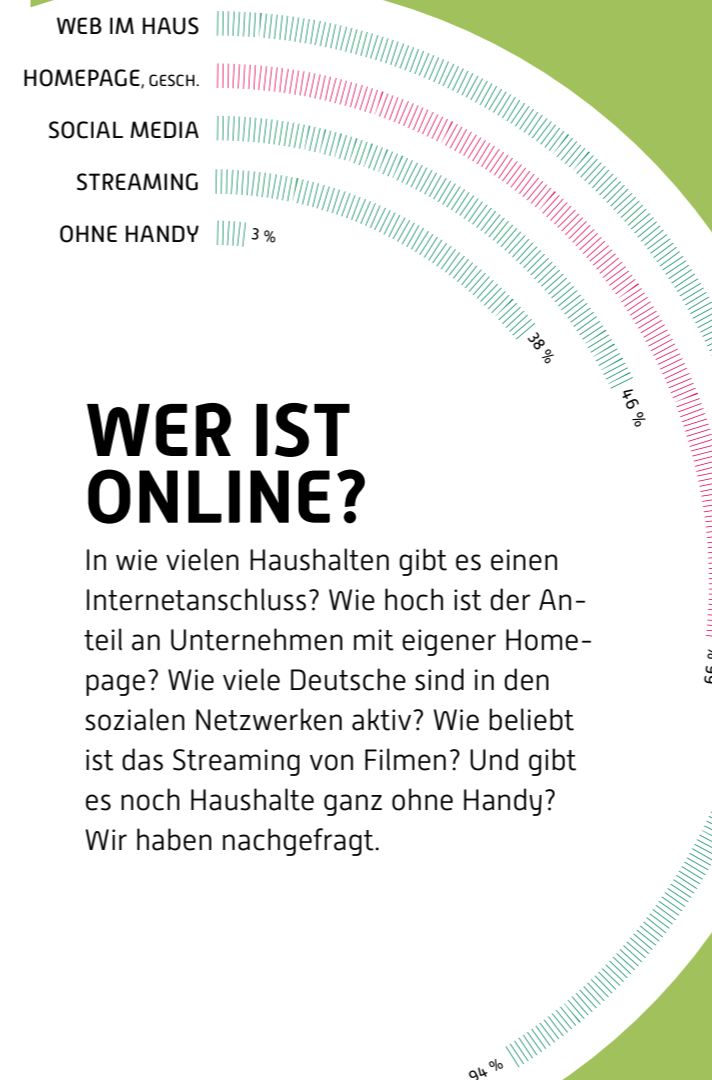 WEB IM HAUS
HOMEPAGE, GESCH.
SOCIAL MEDIA
STREAMING
OHNE HANDY
3 %
38 %
46 %
WER IST
ONLINE?
In wie vielen Haushalten gibt es einen
Internetanschluss? Wie hoch ist der An-
teil an Unternehmen mit eigener Home-
page? Wie viele Deutsche sind in den
sozialen Netzwerken aktiv? Wie beliebt
ist das Streaming von Filmen? Und gibt
es noch Haushalte ganz ohne Handy?
Wir haben nachgefragt.
94 %